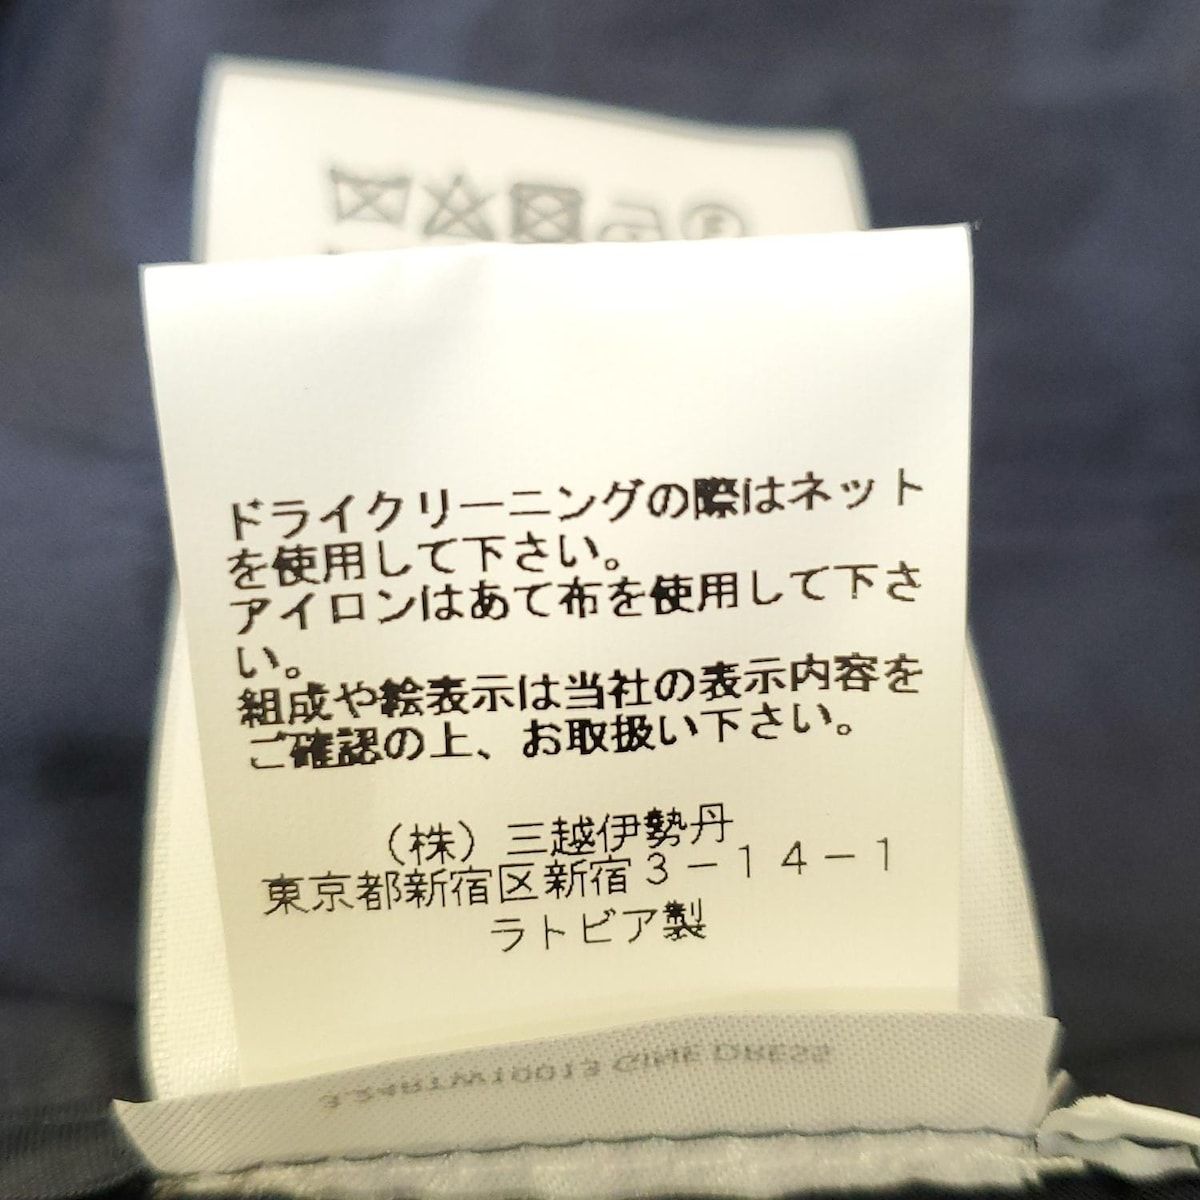 ドライクリーニングの際はネット
を使用して下さい。
アイロンはあて布を使用して下さ
い。
組成や絵表示は当社の表示内容を
ご確認の上、お取扱い下さい。
（株）三越伊勢丹
東京都新宿区新宿３－１４－１
ラトビア製
DRESS